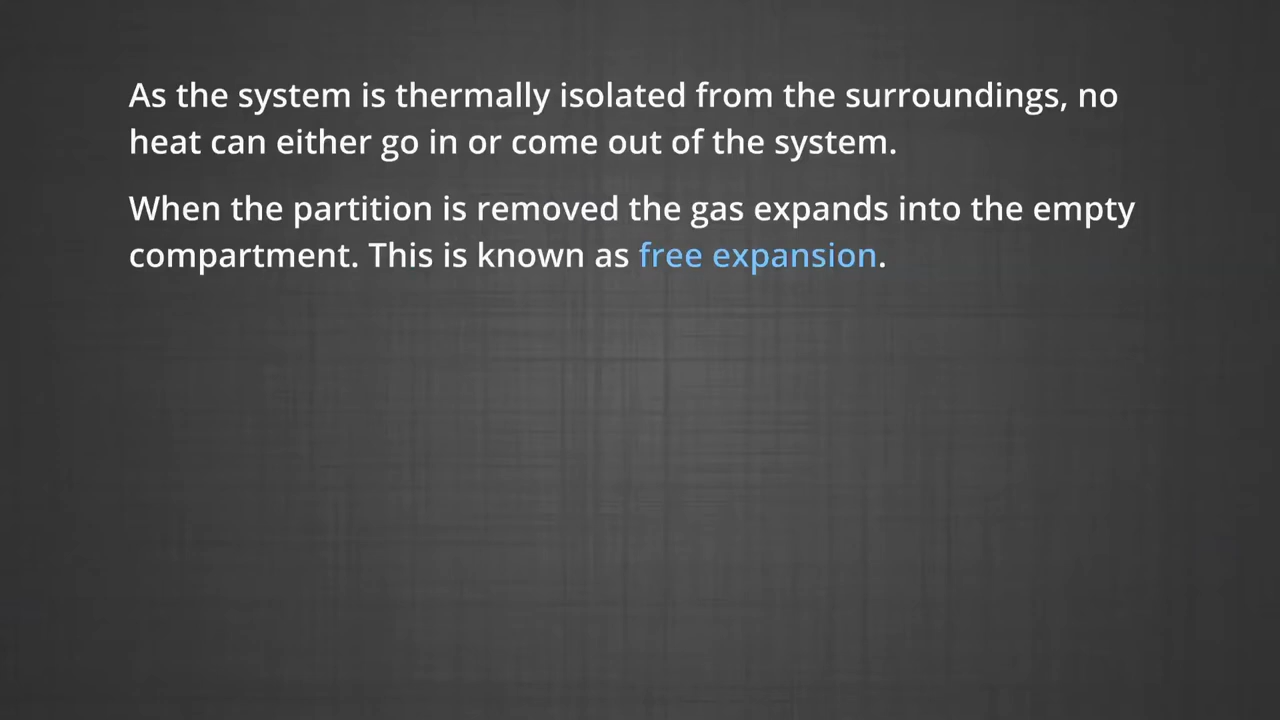 As the system is thermally isolated from the surroundings, no
heat can either go in or come out of the system.
When the partition is removed the gas expands into the empty
compartment. This is known as free expansion.